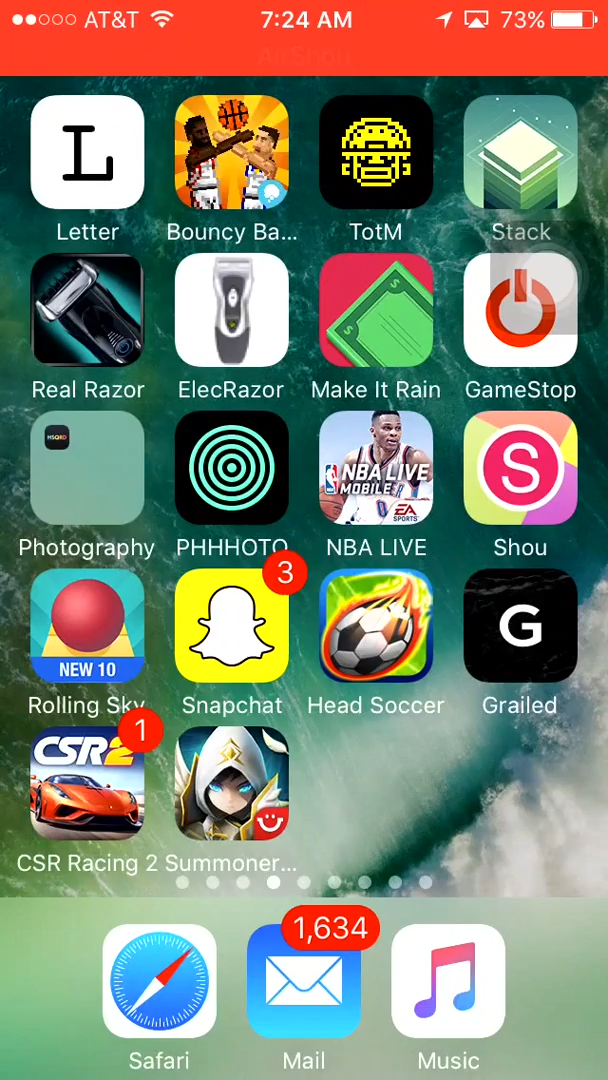 AT&T 7:24 AM 73%
AirShou
L
Letter Bouncy Ba... TotM Stack
Real Razor ElecRazor Make It Rain GameStop
MSQRD
NBA LIVE
MOBILE
EA
SPORTS
S
Photography PHHHOTO NBA LIVE Shou
3
G
NEW 10
Rolling Sky Snapchat Head Soccer Grailed
1
CSR2
CSR Racing 2 Summoner...
1,634
Safari Mail Music